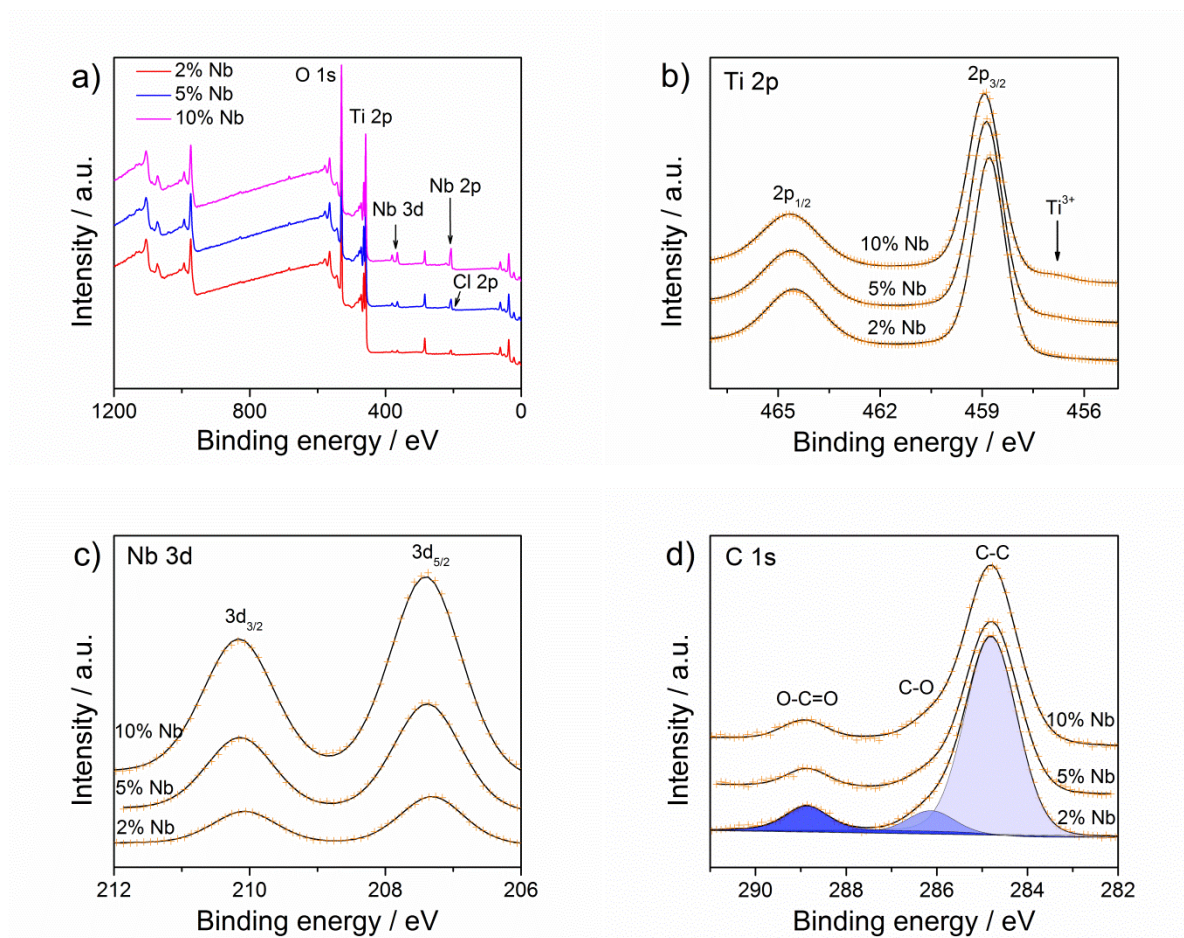 a)
2% Nb
5% Nb
10% Nb
O 1s
Ti 2p
Nb 3d
Nb 2p
Cl 2p
Intensity / a.u.
1200 800 400 0
Binding energy / eV
b)
Ti 2p
2p3/2
2p1/2
Ti3+
10% Nb
5% Nb
2% Nb
Intensity / a.u.
465 462 459 456
Binding energy / eV
c)
Nb 3d
3d5/2
3d3/2
10% Nb
5% Nb
2% Nb
Intensity / a.u.
212 210 208 206
Binding energy / eV
d)
C 1s
C-C
C-O
O-C=O
10% Nb
5% Nb
2% Nb
Intensity / a.u.
290 288 286 284 282
Binding energy / eV